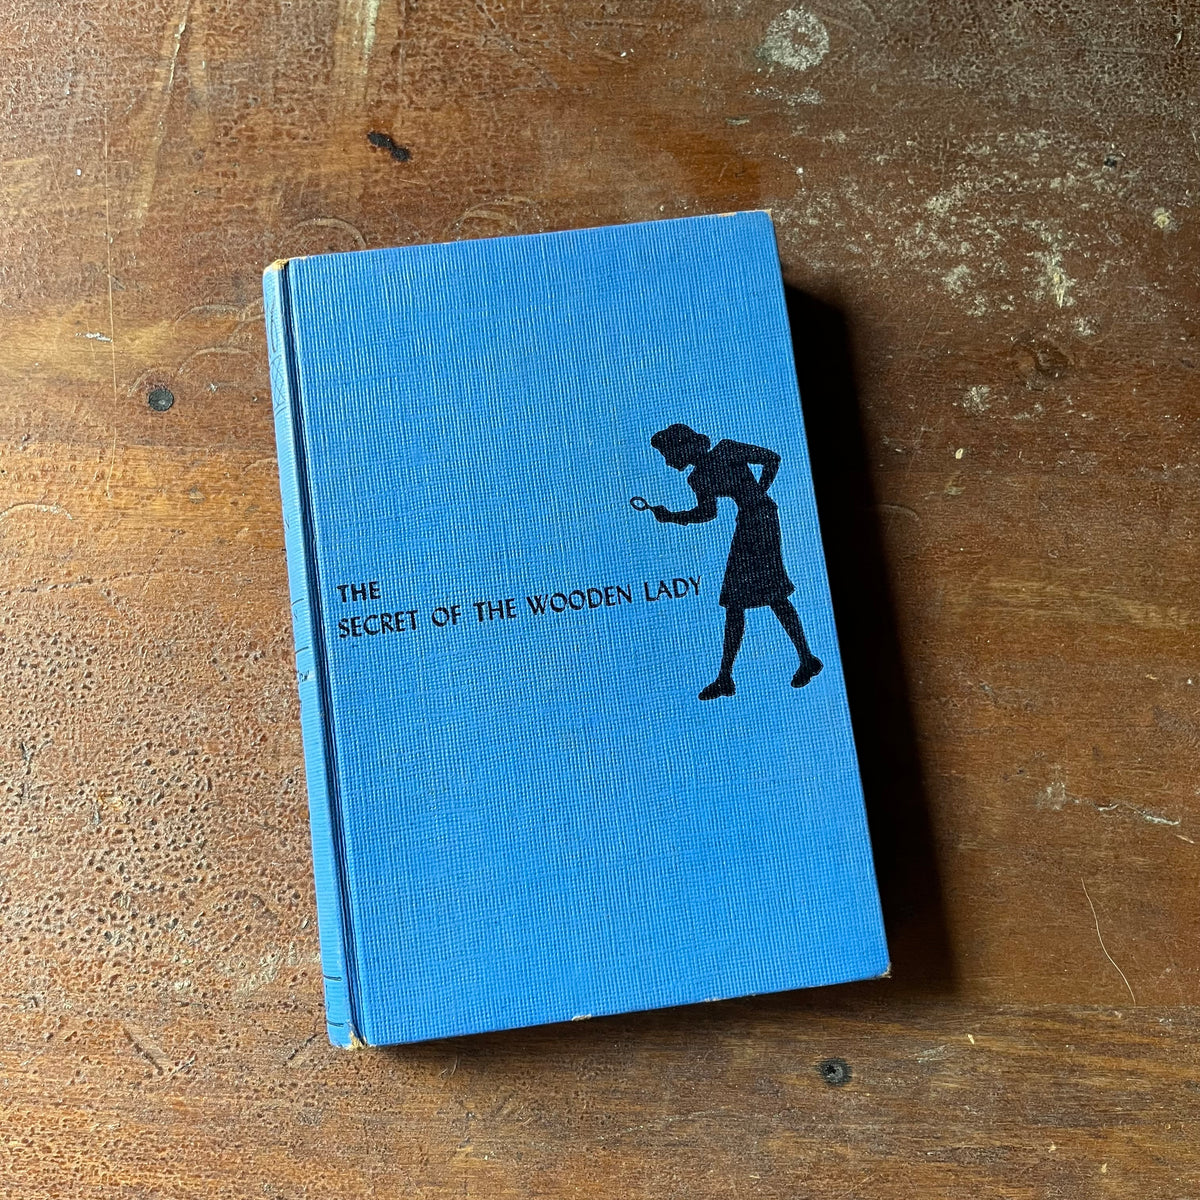 THE
SECRET OF THE WOODEN LADY